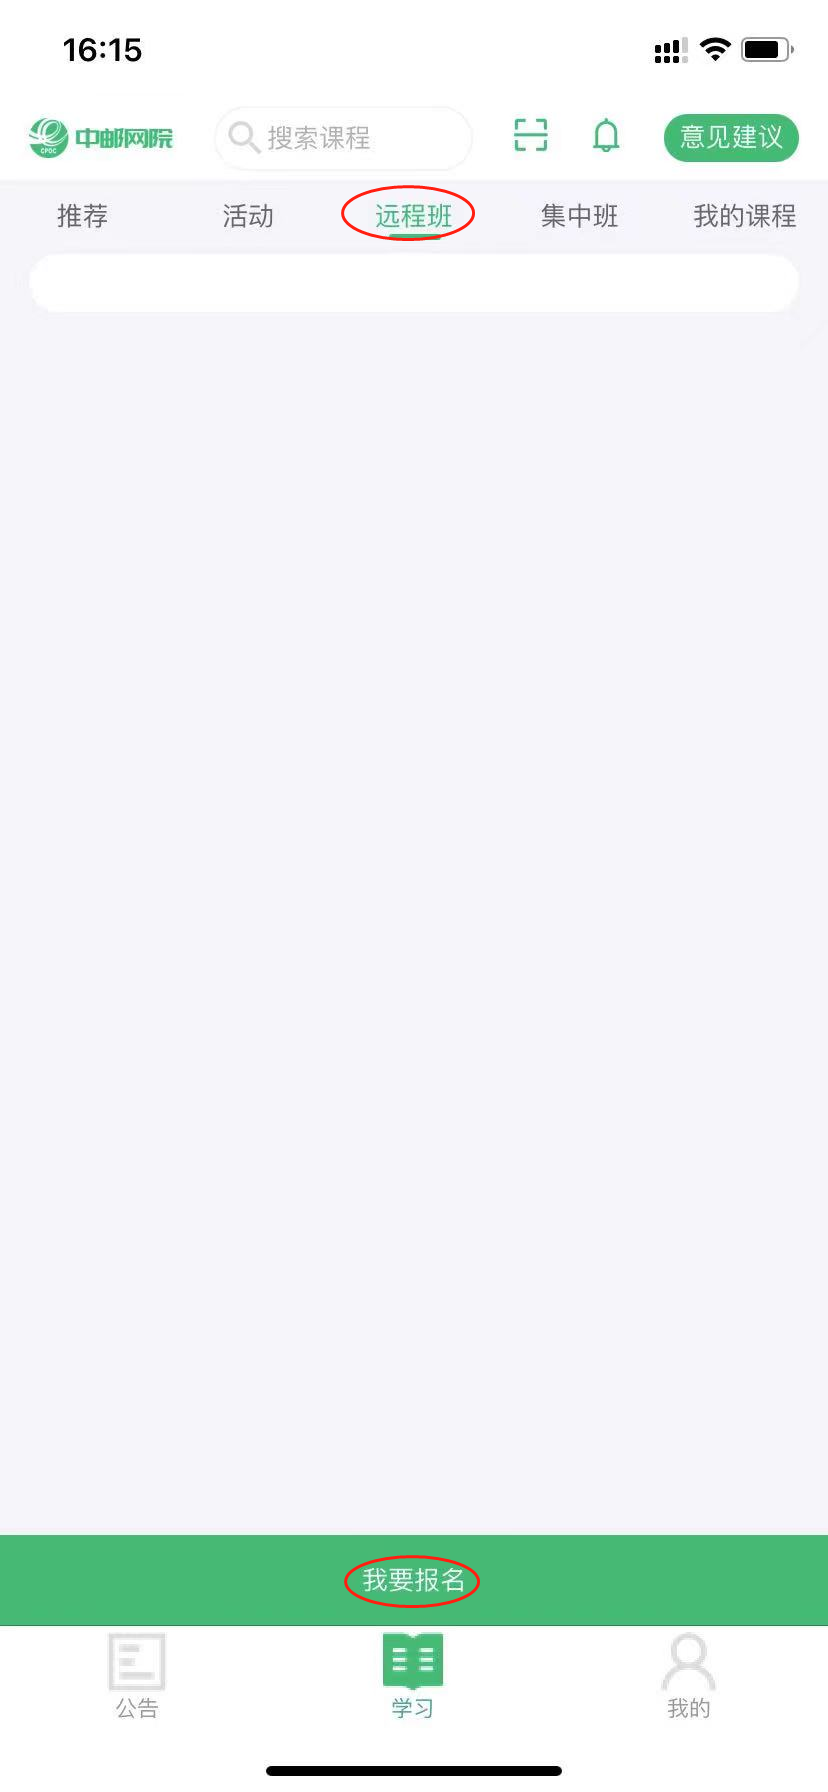 16:15
CPOC
中邮网院
搜索课程
意见建议
推荐
活动
远程班
集中班
我的课程
我要报名
公告
学习
我的